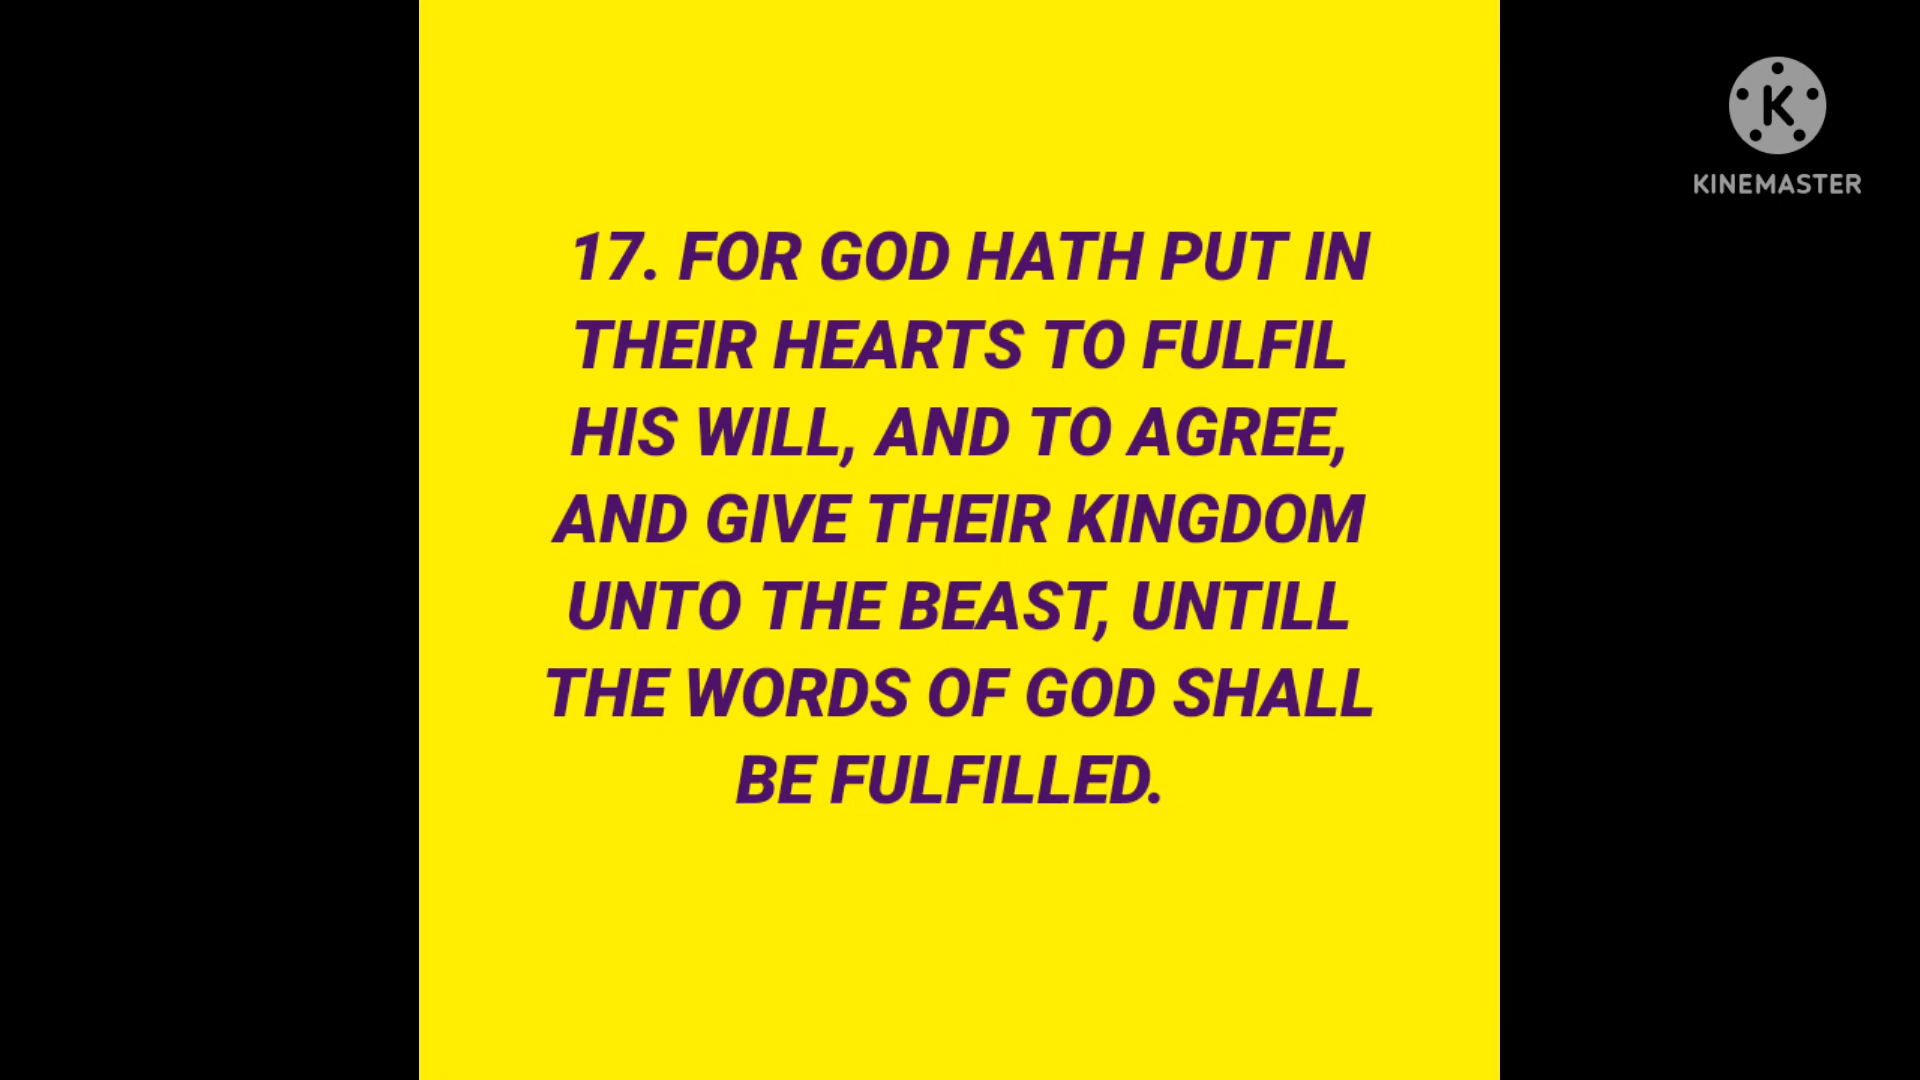 17. FOR GOD HATH PUT IN
THEIR HEARTS TO FULFIL
HIS WILL, AND TO AGREE,
AND GIVE THEIR KINGDOM
UNTO THE BEAST, UNTILL
THE WORDS OF GOD SHALL
BE FULFILLED.
K
KINEMASTER